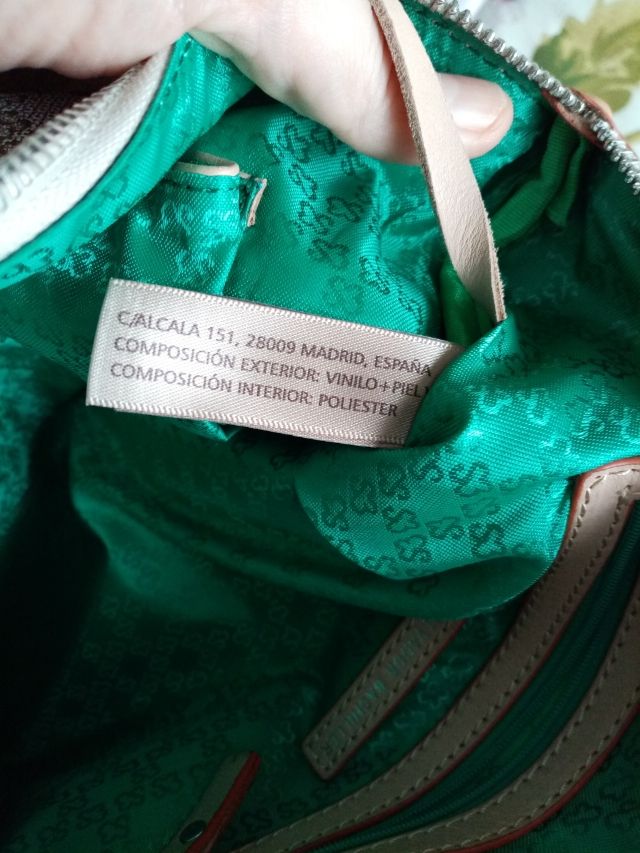 C/ALCALA 151, 28009 MADRID, ESPAÑA
COMPOSICIÓN EXTERIOR: VINILO+PIEL
COMPOSICIÓN INTERIOR: POLIESTER